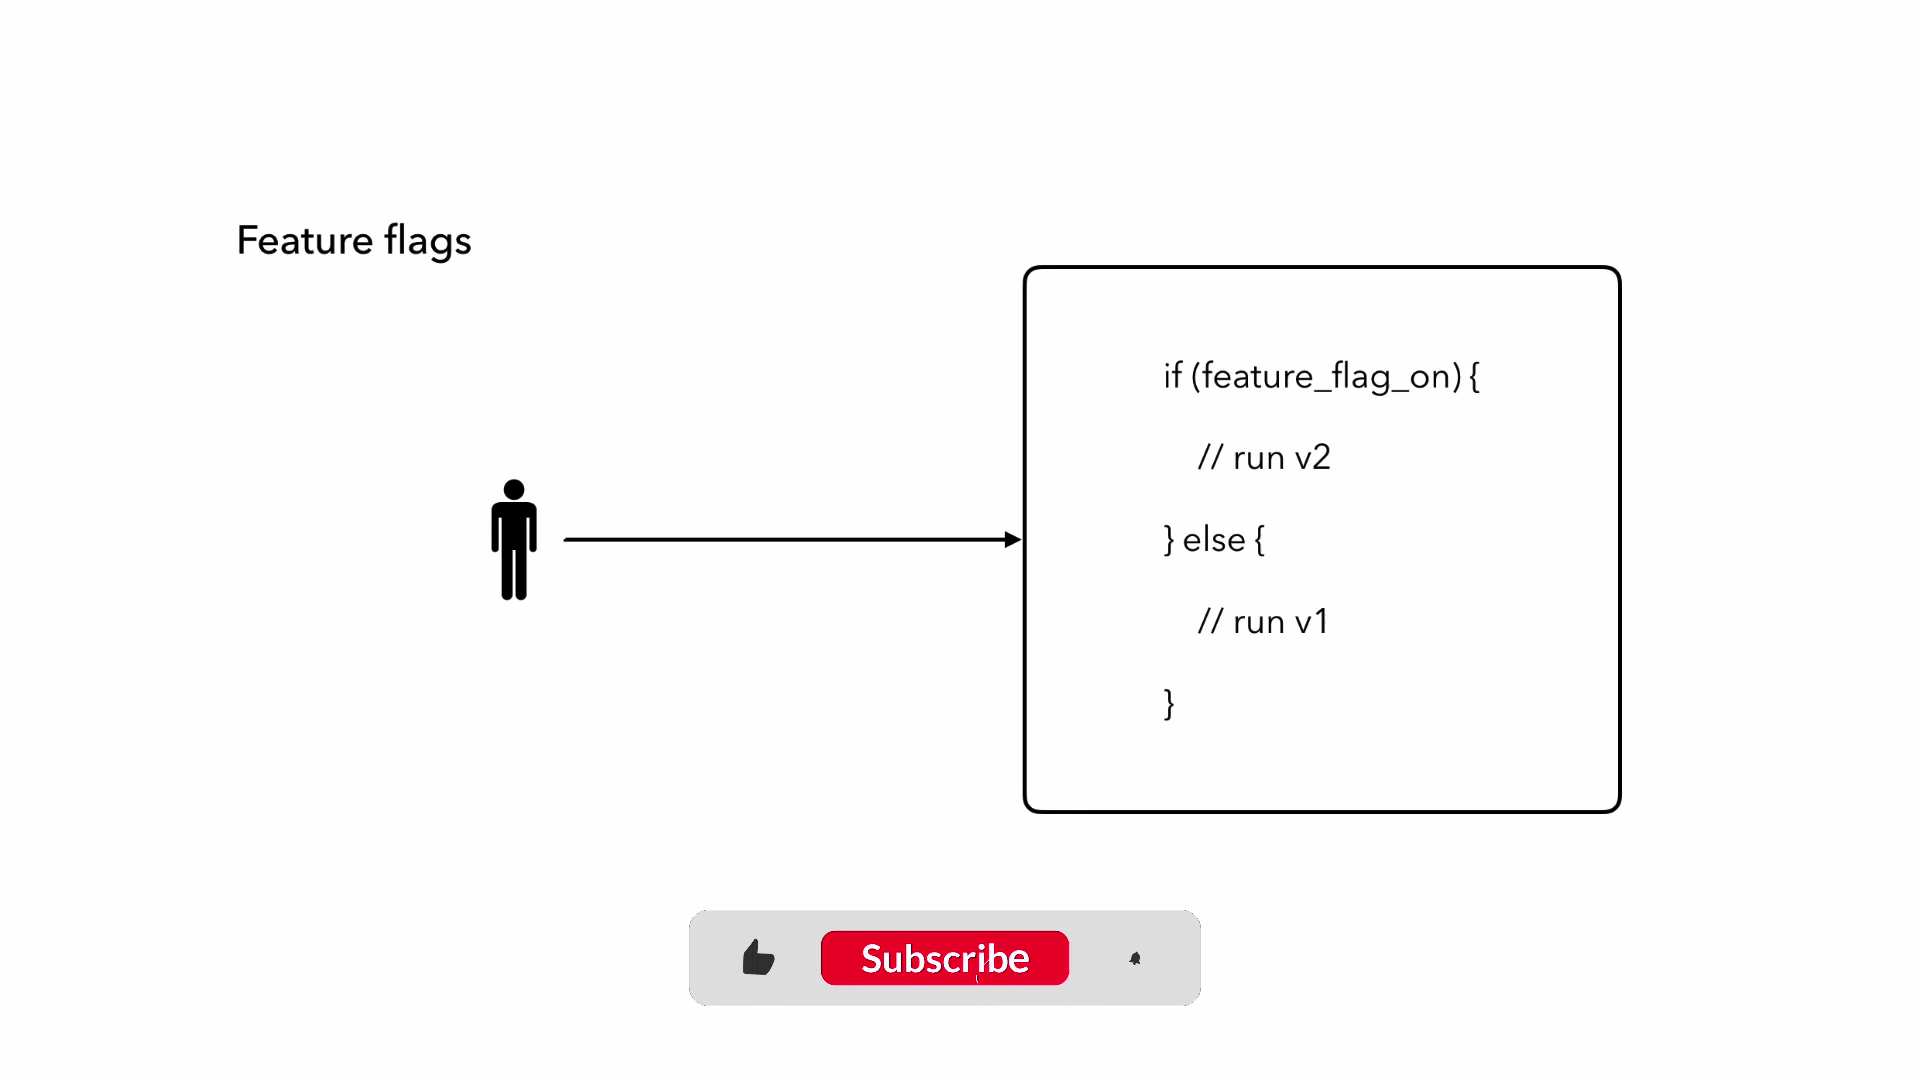 Feature flags
if (feature_flag_on) {
// run v2
} else {
// run v1
}
Subscribe